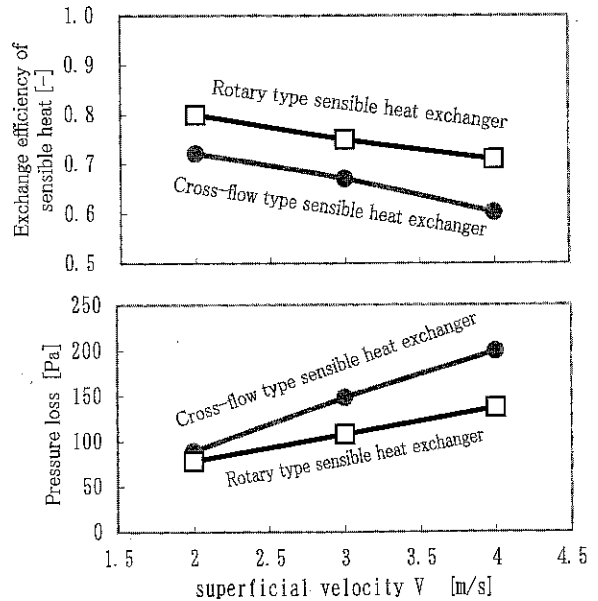 Exchange efficiency of
sensible heat [-]
1.0
0.9
0.8
0.7
0.6
0.5
Rotary type sensible heat exchanger
Cross-flow type sensible heat exchanger
Pressure loss [Pa]
250
200
150
100
50
0
Cross-flow type sensible heat exchanger
Rotary type sensible heat exchanger
1.5 2 2.5 3 3.5 4 4.5
superficial velocity V [m/s]